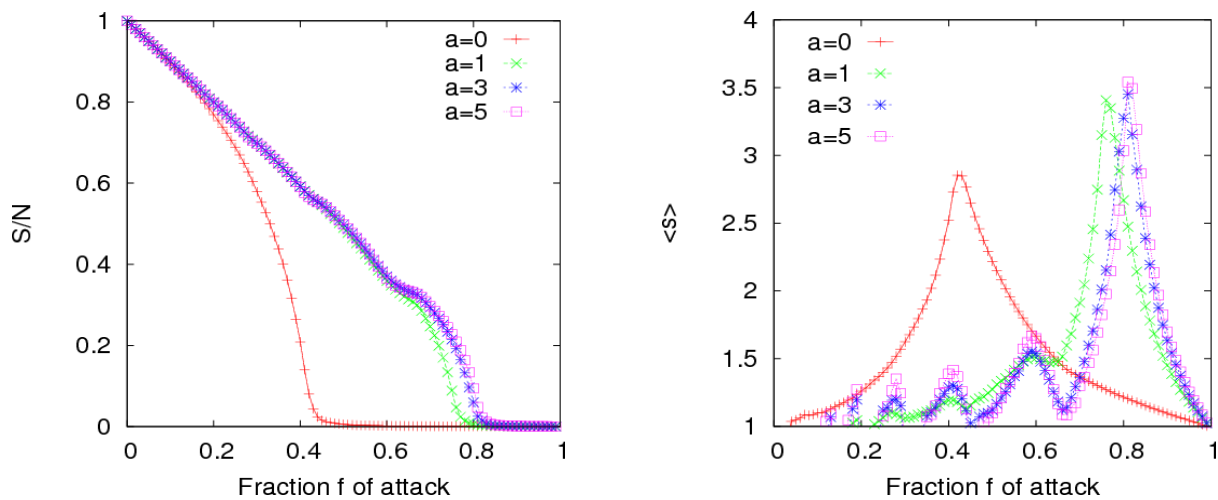 1
0.8
0.6
0.4
0.2
0
0 0.2 0.4 0.6 0.8 1
S/N
Fraction f of attack
a=0
a=1
a=3
a=5
4
3.5
3
2.5
2
1.5
1
0 0.2 0.4 0.6 0.8 1
<s>
Fraction f of attack
a=0
a=1
a=3
a=5